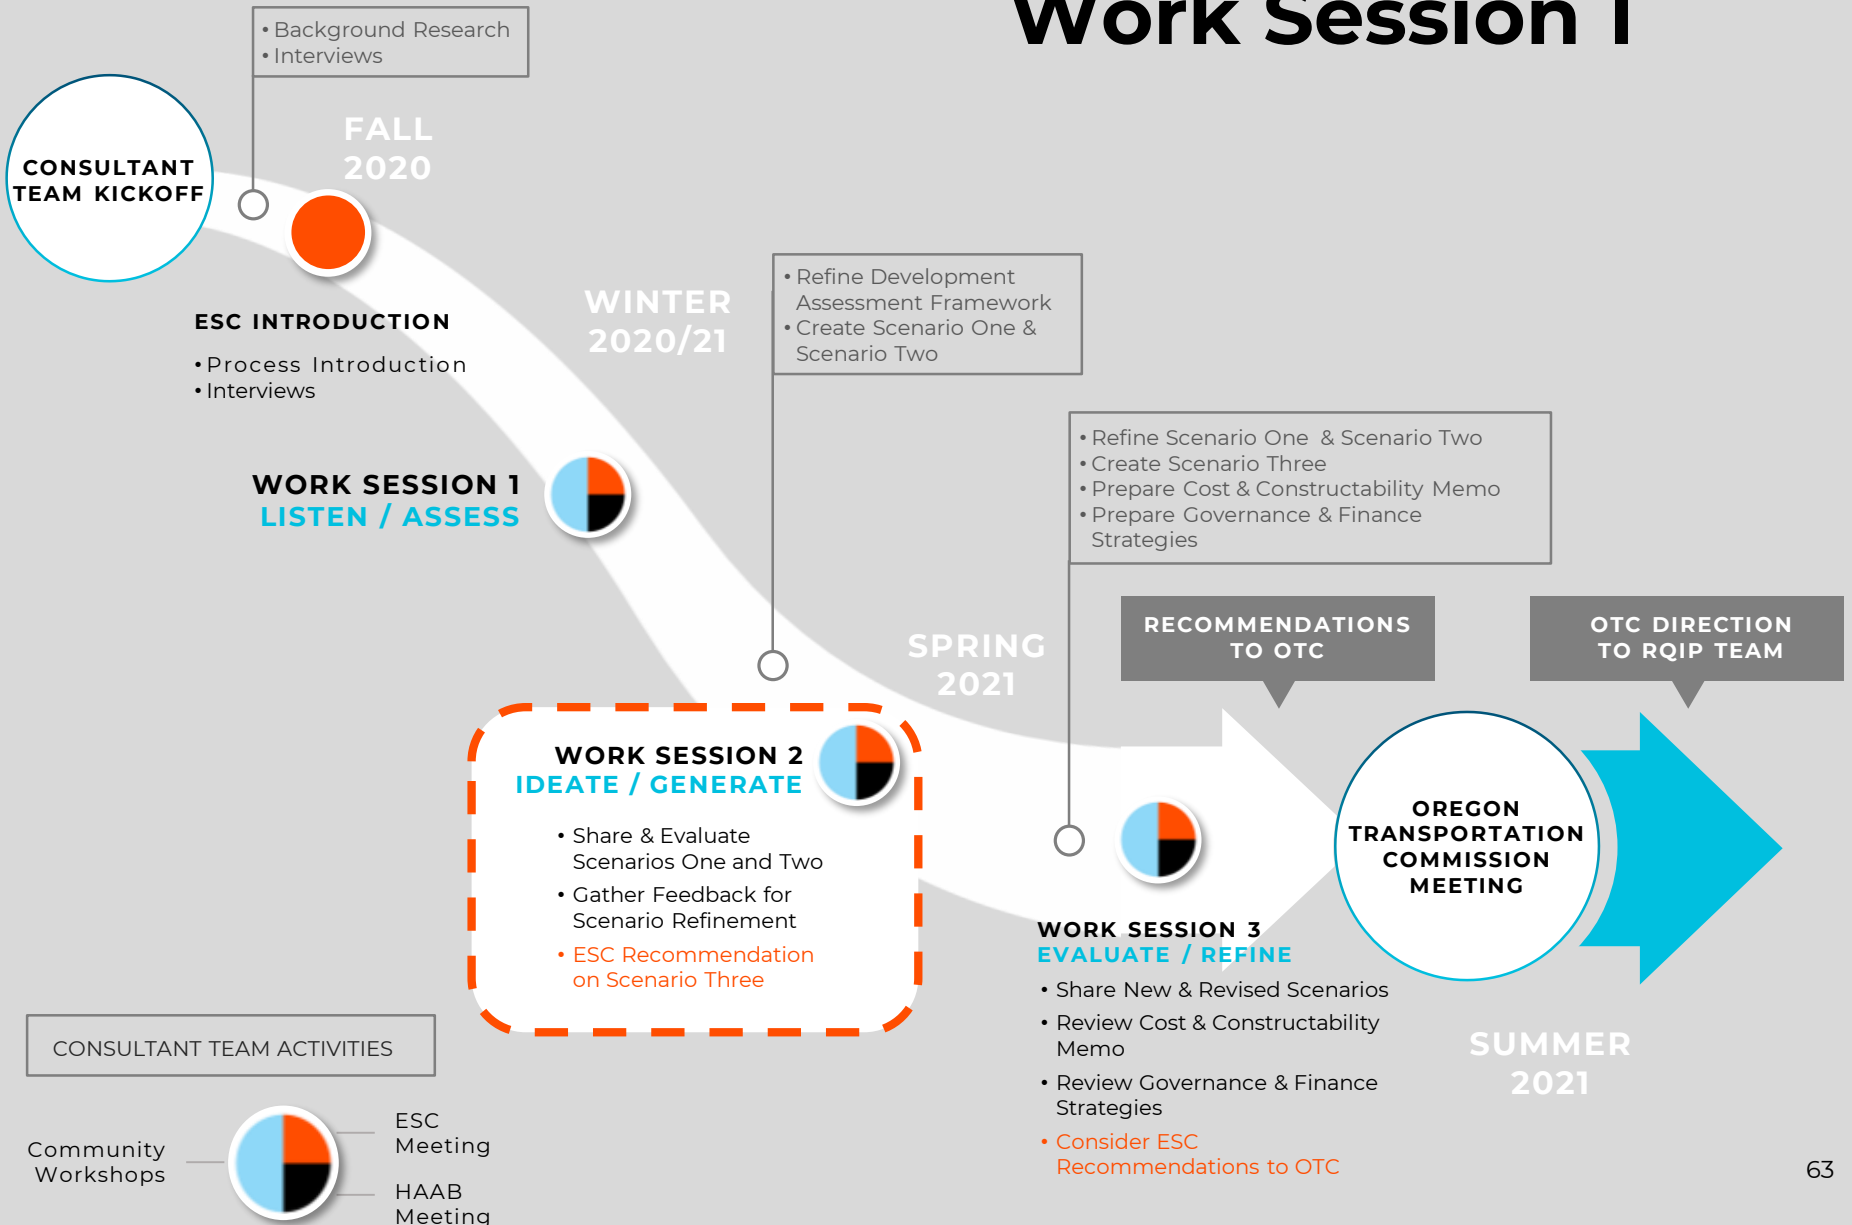 Work Session 1
• Background Research
• Interviews
CONSULTANT
TEAM KICKOFF
FALL
2020
ESC INTRODUCTION
• Process Introduction
• Interviews
WINTER
2020/21
• Refine Development
Assessment Framework
• Create Scenario One &
Scenario Two
WORK SESSION 1
LISTEN / ASSESS
• Refine Scenario One & Scenario Two
• Create Scenario Three
• Prepare Cost & Constructability Memo
• Prepare Governance & Finance
Strategies
SPRING
2021
RECOMMENDATIONS
TO OTC
OTC DIRECTION
TO RQIP TEAM
WORK SESSION 2
IDEATE / GENERATE
• Share & Evaluate
Scenarios One and Two
• Gather Feedback for
Scenario Refinement
• ESC Recommendation
on Scenario Three
OREGON
TRANSPORTATION
COMMISSION
MEETING
WORK SESSION 3
EVALUATE / REFINE
• Share New & Revised Scenarios
• Review Cost & Constructability
Memo
• Review Governance & Finance
Strategies
• Consider ESC
Recommendations to OTC
SUMMER
2021
CONSULTANT TEAM ACTIVITIES
Community
Workshops
ESC
Meeting
HAAB
Meeting
63